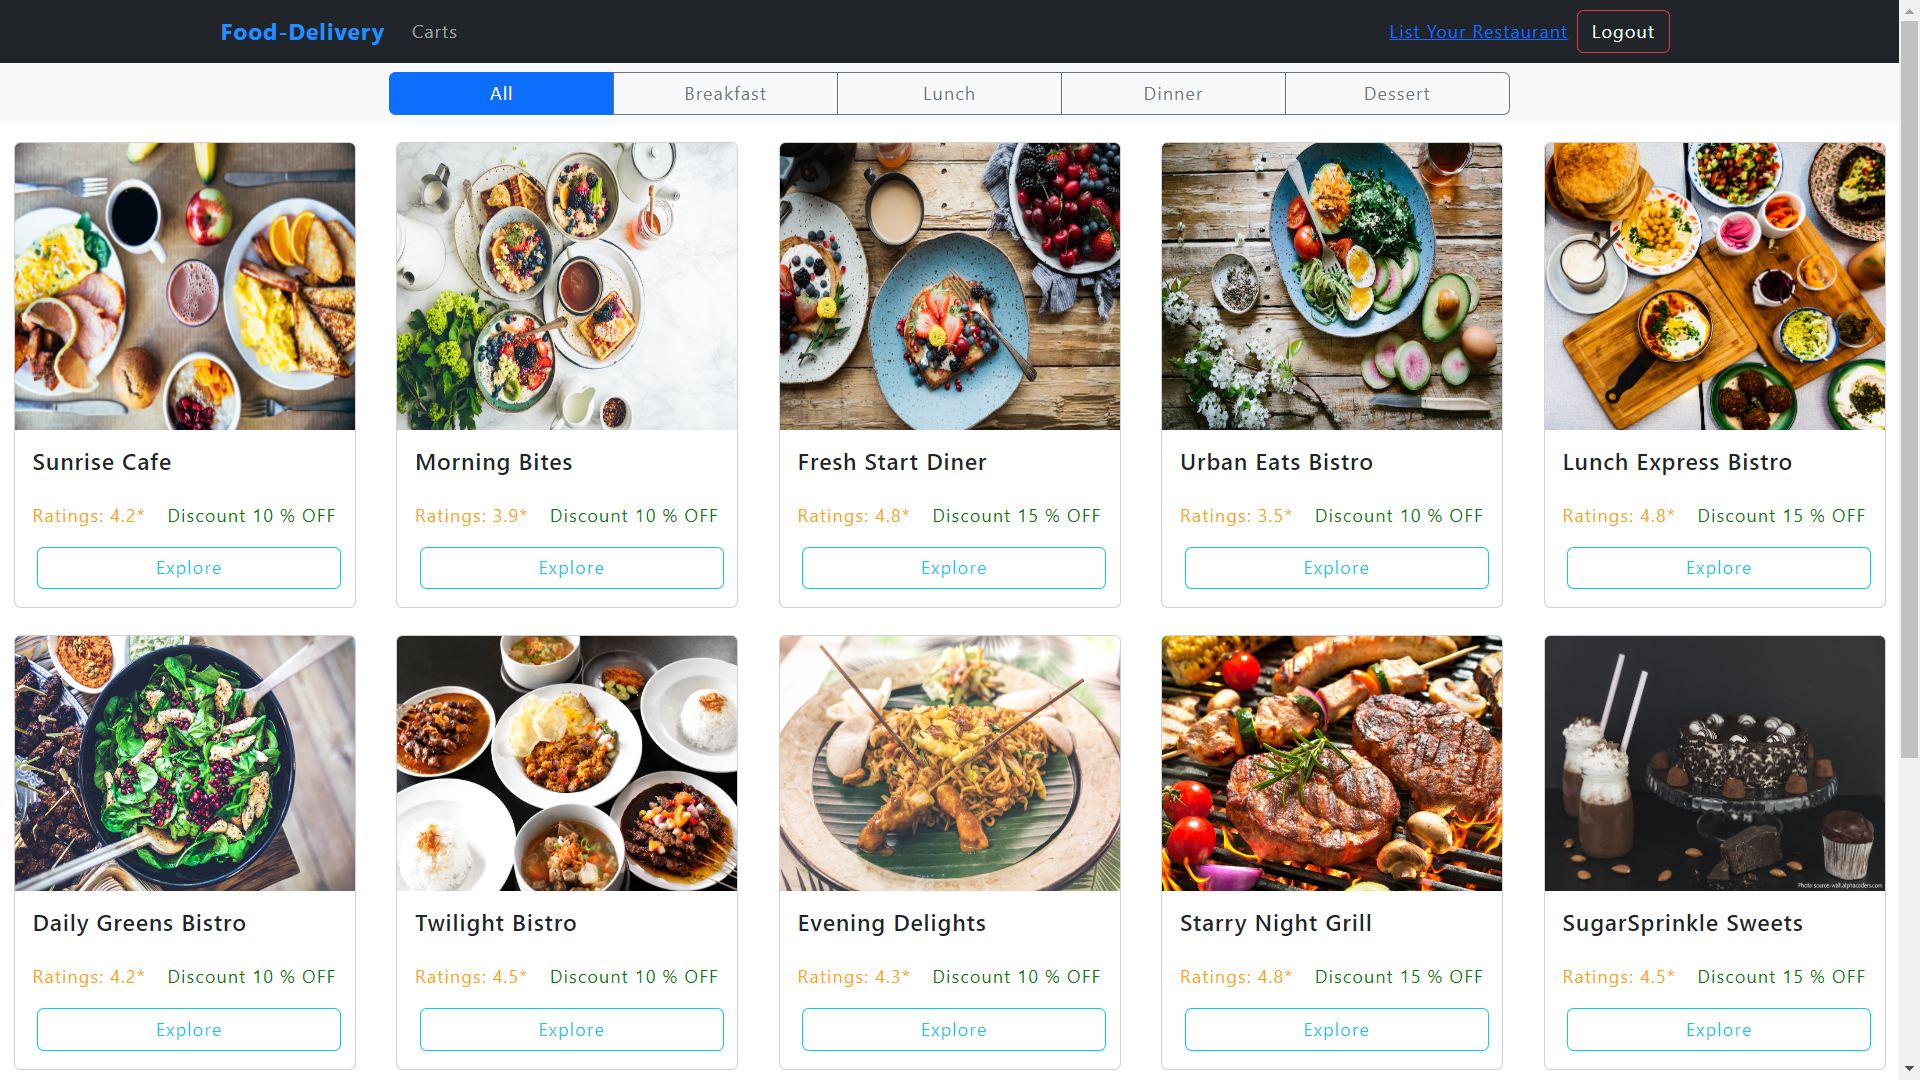 Food-Delivery Carts List Your Restaurant Logout
All Breakfast Lunch Dinner Dessert
Sunrise Cafe Morning Bites Fresh Start Diner Urban Eats Bistro Lunch Express Bistro
Ratings: 4.2* Discount 10 % OFF Ratings: 3.9* Discount 10 % OFF Ratings: 4.8* Discount 15 % OFF Ratings: 3.5* Discount 10 % OFF Ratings: 4.8* Discount 15 % OFF
Explore Explore Explore Explore Explore
Photo source: wall.alphacoders.com
Daily Greens Bistro Twilight Bistro Evening Delights Starry Night Grill SugarSprinkle Sweets
Ratings: 4.2* Discount 10 % OFF Ratings: 4.5* Discount 10 % OFF Ratings: 4.3* Discount 10 % OFF Ratings: 4.8* Discount 15 % OFF Ratings: 4.5* Discount 15 % OFF
Explore Explore Explore Explore Explore